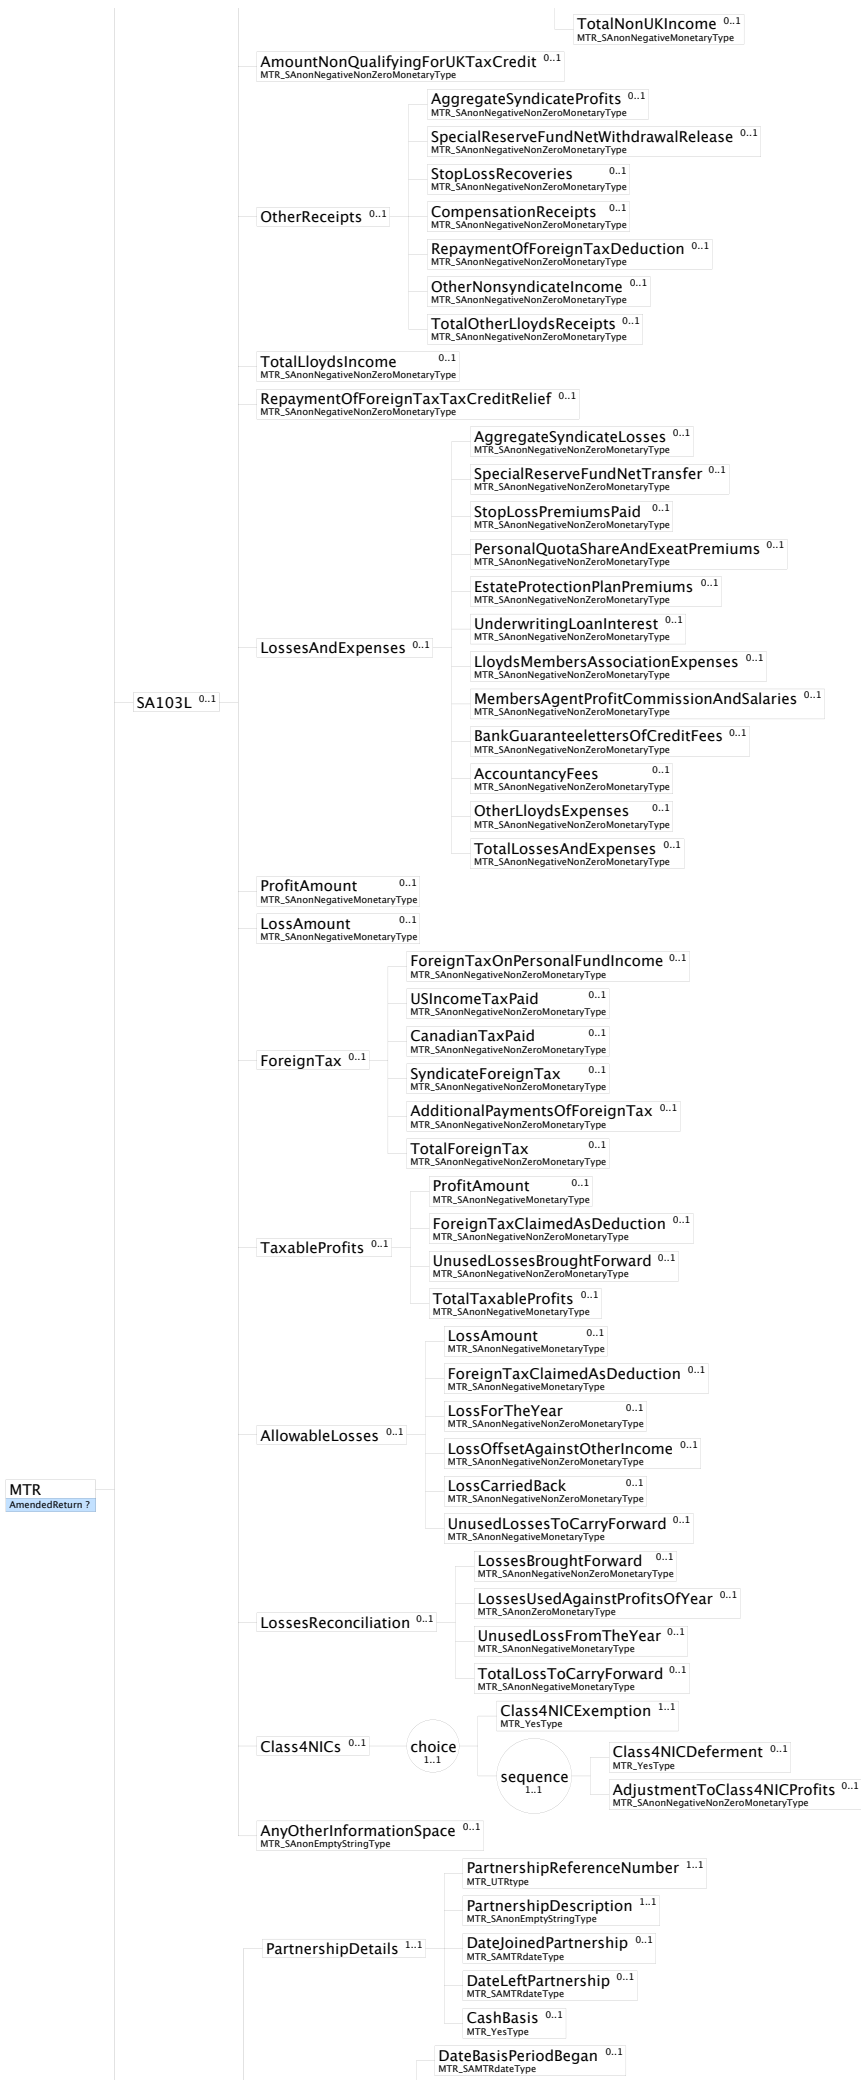 TotalNonUKIncome 0..1
MTR_SAnonNegativeMonetaryType
AmountNonQualifyingForUKTaxCredit 0..1
MTR_SAnonNegativeNonZeroMonetaryType
AggregateSyndicateProfits 0..1
MTR_SAnonNegativeNonZeroMonetaryType
SpecialReserveFundNetWithdrawalRelease 0..1
MTR_SAnonNegativeNonZeroMonetaryType
StopLossRecoveries 0..1
MTR_SAnonNegativeNonZeroMonetaryType
OtherReceipts 0..1
CompensationReceipts 0..1
MTR_SAnonNegativeNonZeroMonetaryType
RepaymentOfForeignTaxDeduction 0..1
MTR_SAnonNegativeNonZeroMonetaryType
OtherNonsyndicateIncome 0..1
MTR_SAnonNegativeNonZeroMonetaryType
TotalOtherLloydsReceipts 0..1
MTR_SAnonNegativeNonZeroMonetaryType
TotalLloydsIncome 0..1
MTR_SAnonNegativeNonZeroMonetaryType
RepaymentOfForeignTaxTaxCreditRelief 0..1
MTR_SAnonNegativeNonZeroMonetaryType
AggregateSyndicateLosses 0..1
MTR_SAnonNegativeNonZeroMonetaryType
SpecialReserveFundNetTransfer 0..1
MTR_SAnonNegativeNonZeroMonetaryType
StopLossPremiumsPaid 0..1
MTR_SAnonNegativeNonZeroMonetaryType
PersonalQuotaShareAndExeatPremiums 0..1
MTR_SAnonNegativeNonZeroMonetaryType
EstateProtectionPlanPremiums 0..1
MTR_SAnonNegativeNonZeroMonetaryType
UnderwritingLoanInterest 0..1
MTR_SAnonNegativeNonZeroMonetaryType
LossesAndExpenses 0..1
LloydsMembersAssociationExpenses 0..1
MTR_SAnonNegativeNonZeroMonetaryType
MembersAgentProfitCommissionAndSalaries 0..1
MTR_SAnonNegativeNonZeroMonetaryType
SA103L 0..1
BankGuaranteelettersOfCreditFees 0..1
MTR_SAnonNegativeNonZeroMonetaryType
AccountancyFees 0..1
MTR_SAnonNegativeNonZeroMonetaryType
OtherLloydsExpenses 0..1
MTR_SAnonNegativeNonZeroMonetaryType
TotalLossesAndExpenses 0..1
MTR_SAnonNegativeNonZeroMonetaryType
ProfitAmount 0..1
MTR_SAnonNegativeMonetaryType
LossAmount 0..1
MTR_SAnonNegativeMonetaryType
ForeignTaxOnPersonalFundIncome 0..1
MTR_SAnonNegativeNonZeroMonetaryType
USIncomeTaxPaid 0..1
MTR_SAnonNegativeNonZeroMonetaryType
CanadianTaxPaid 0..1
MTR_SAnonNegativeNonZeroMonetaryType
ForeignTax 0..1
SyndicateForeignTax 0..1
MTR_SAnonNegativeNonZeroMonetaryType
AdditionalPaymentsOfForeignTax 0..1
MTR_SAnonNegativeNonZeroMonetaryType
TotalForeignTax 0..1
MTR_SAnonNegativeNonZeroMonetaryType
ProfitAmount 0..1
MTR_SAnonNegativeMonetaryType
ForeignTaxClaimedAsDeduction 0..1
MTR_SAnonNegativeNonZeroMonetaryType
TaxableProfits 0..1
UnusedLossesBroughtForward 0..1
MTR_SAnonNegativeNonZeroMonetaryType
TotalTaxableProfits 0..1
MTR_SAnonNegativeMonetaryType
LossAmount 0..1
MTR_SAnonNegativeMonetaryType
ForeignTaxClaimedAsDeduction 0..1
MTR_SAnonNegativeMonetaryType
LossForTheYear 0..1
MTR_SAnonNegativeNonZeroMonetaryType
AllowableLosses 0..1
LossOffsetAgainstOtherIncome 0..1
MTR_SAnonNegativeNonZeroMonetaryType
LossCarriedBack 0..1
MTR_SAnonNegativeNonZeroMonetaryType
MTR
AmendedReturn ?
UnusedLossesToCarryForward 0..1
MTR_SAnonNegativeMonetaryType
LossesBroughtForward 0..1
MTR_SAnonNegativeNonZeroMonetaryType
LossesUsedAgainstProfitsOfYear 0..1
MTR_SAnonZeroMonetaryType
LossesReconciliation 0..1
UnusedLossFromTheYear 0..1
MTR_SAnonNegativeMonetaryType
TotalLossToCarryForward 0..1
MTR_SAnonNegativeMonetaryType
Class4NICExemption 1..1
MTR_YesType
Class4NICs 0..1
choice
1..1
Class4NICDeferment 0..1
MTR_YesType
sequence
1..1
AdjustmentToClass4NICProfits 0..1
MTR_SAnonNegativeNonZeroMonetaryType
AnyOtherInformationSpace 0..1
MTR_SAnonEmptyStringType
PartnershipReferenceNumber 1..1
MTR_UTRtype
PartnershipDescription 1..1
MTR_SAnonEmptyStringType
PartnershipDetails 1..1
DateJoinedPartnership 0..1
MTR_SAMTRdateType
DateLeftPartnership 0..1
MTR_SAMTRdateType
CashBasis 0..1
MTR_YesType
DateBasisPeriodBegan 0..1
MTR_SAMTRdateType